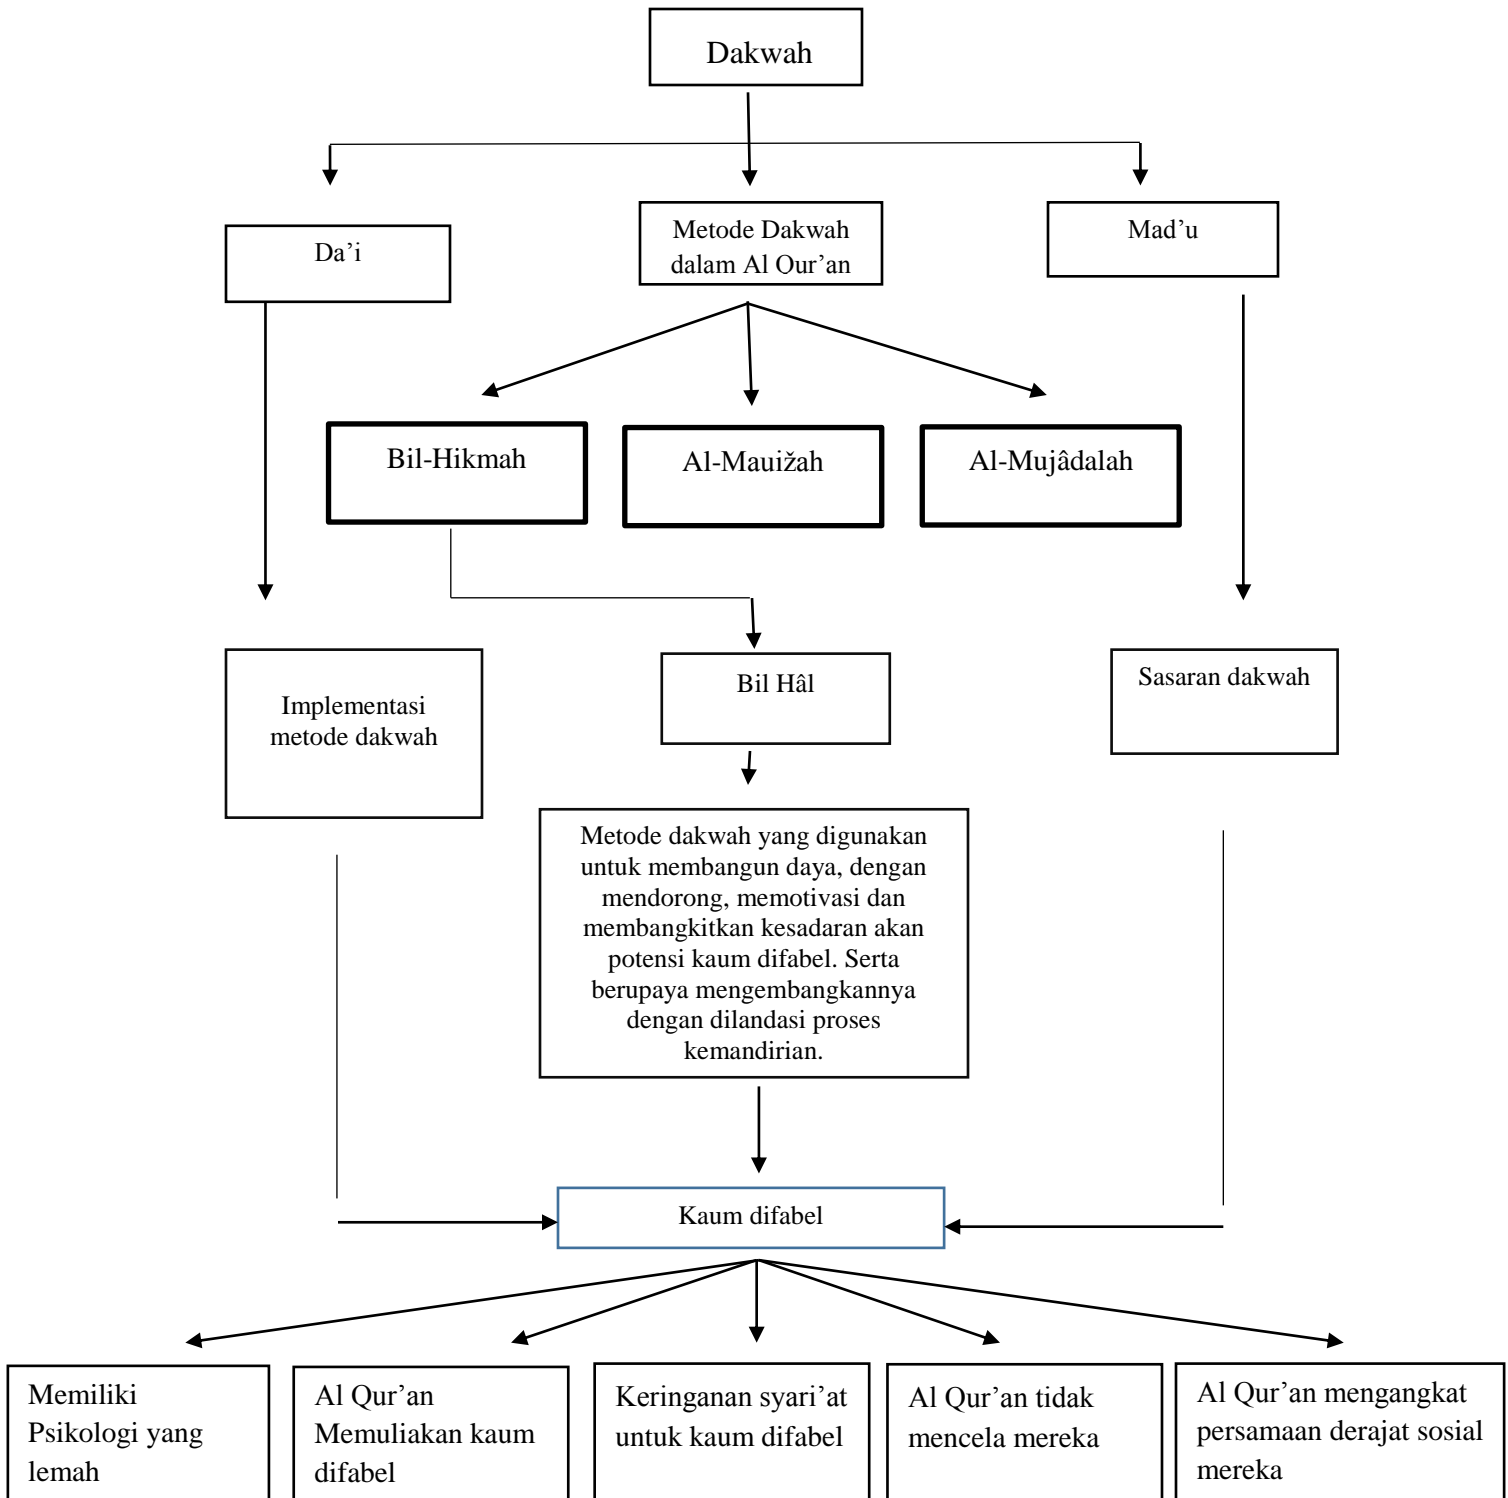 Dakwah
Da’i
Metode Dakwah
dalam Al Qur’an
Mad’u
Bil-Hikmah
Al-Mauižah
Al-Mujâdalah
Implementasi
metode dakwah
Bil Hâl
Sasaran dakwah
Metode dakwah yang digunakan
untuk membangun daya, dengan
mendorong, memotivasi dan
membangkitkan kesadaran akan
potensi kaum difabel. Serta
berupaya mengembangkannya
dengan dilandasi proses
kemandirian.
Kaum difabel
Memiliki
Psikologi yang
lemah
Al Qur’an
Memuliakan kaum
difabel
Keringanan syari’at
untuk kaum difabel
Al Qur’an tidak
mencela mereka
Al Qur’an mengangkat
persamaan derajat sosial
mereka